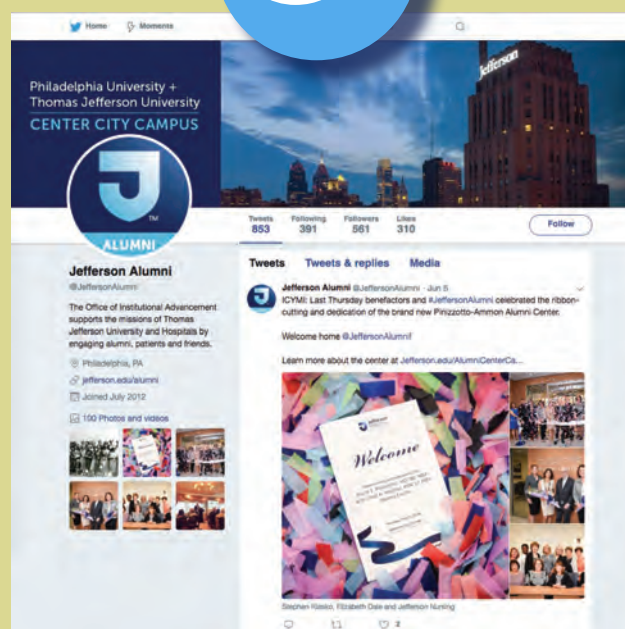 Home Moments
Philadelphia University +
Thomas Jefferson University
CENTER CITY CAMPUS
Jefferson
TM
ALUMNI
Tweets Following Followers Likes
853 391 561 310
Follow
Jefferson Alumni
@JeffersonAlumni
The Office of Institutional Advancement
supports the missions of Thomas
Jefferson University and Hospitals by
engaging alumni, patients and friends.
Philadelphia, PA
jefferson.edu/alumni
Joined July 2012
100 Photos and videos
Tweets Tweets & replies Media
Jefferson Alumni @JeffersonAlumni · Jun 5
ICYMI: Last Thursday benefactors and #JeffersonAlumni celebrated the ribbon-
cutting and dedication of the brand new Pinizzotto-Ammon Alumni Center.
Welcome home @JeffersonAlumni!
Learn more about the center at Jefferson.edu/AlumniCenterCa...
Jefferson
Welcome
Stephen Klasko, Elizabeth Dale and Jefferson Nursing
2